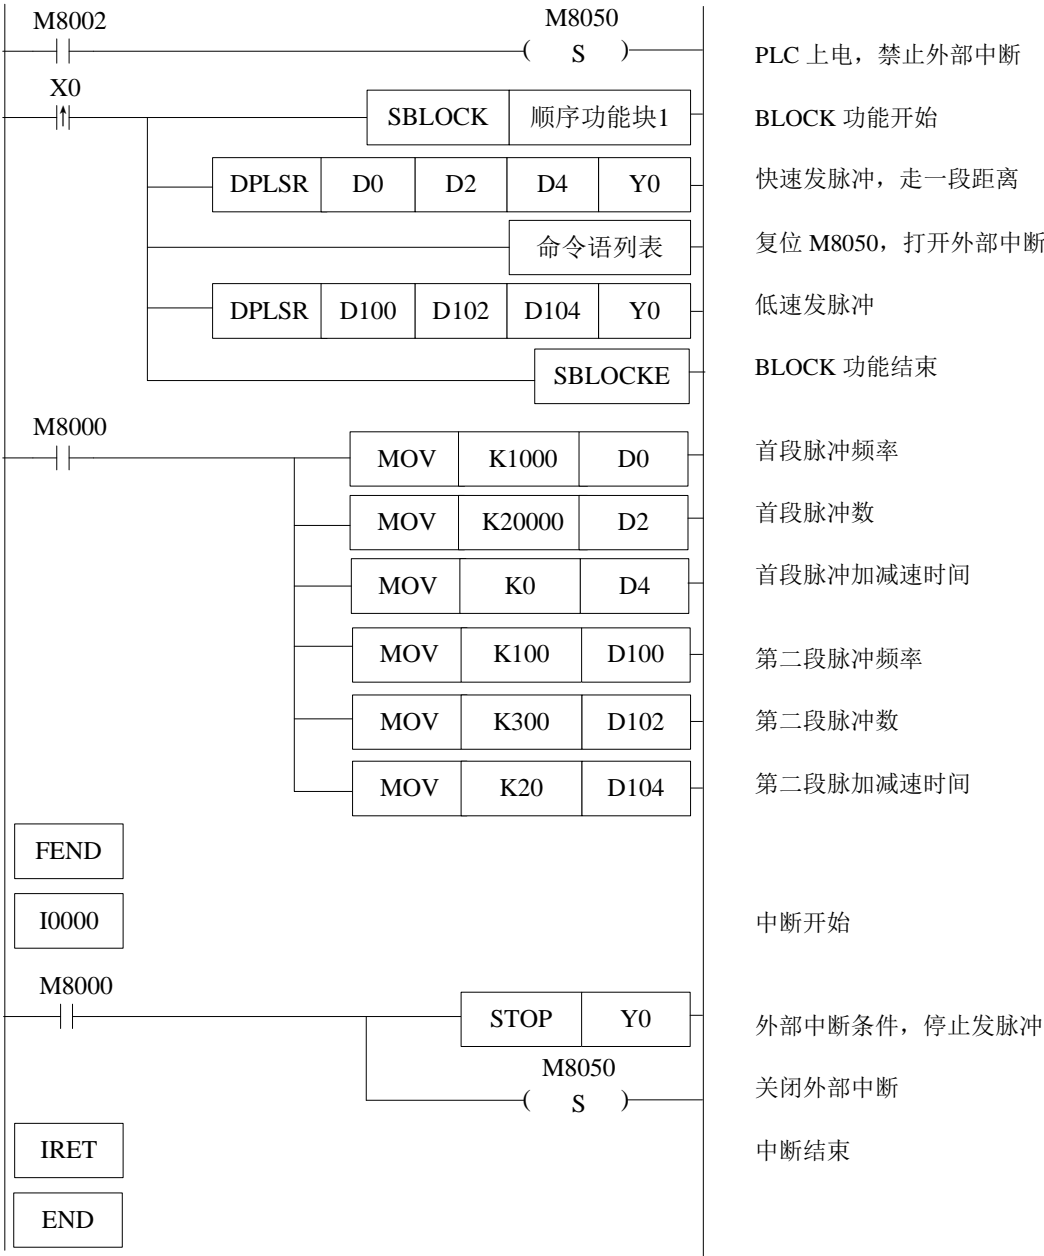 M8002
M8050
( S )
PLC 上电，禁止外部中断
X0
SBLOCK 顺序功能块1
BLOCK 功能开始
DPLSR D0 D2 D4 Y0
快速发脉冲，走一段距离
命令语列表
复位 M8050，打开外部中断
DPLSR D100 D102 D104 Y0
低速发脉冲
SBLOCKE
BLOCK 功能结束
M8000
MOV K1000 D0
首段脉冲频率
MOV K20000 D2
首段脉冲数
MOV K0 D4
首段脉冲加减速时间
MOV K100 D100
第二段脉冲频率
MOV K300 D102
第二段脉冲数
MOV K20 D104
第二段脉加减速时间
FEND
I0000
中断开始
M8000
STOP Y0
外部中断条件，停止发脉冲
M8050
( S )
关闭外部中断
IRET
中断结束
END